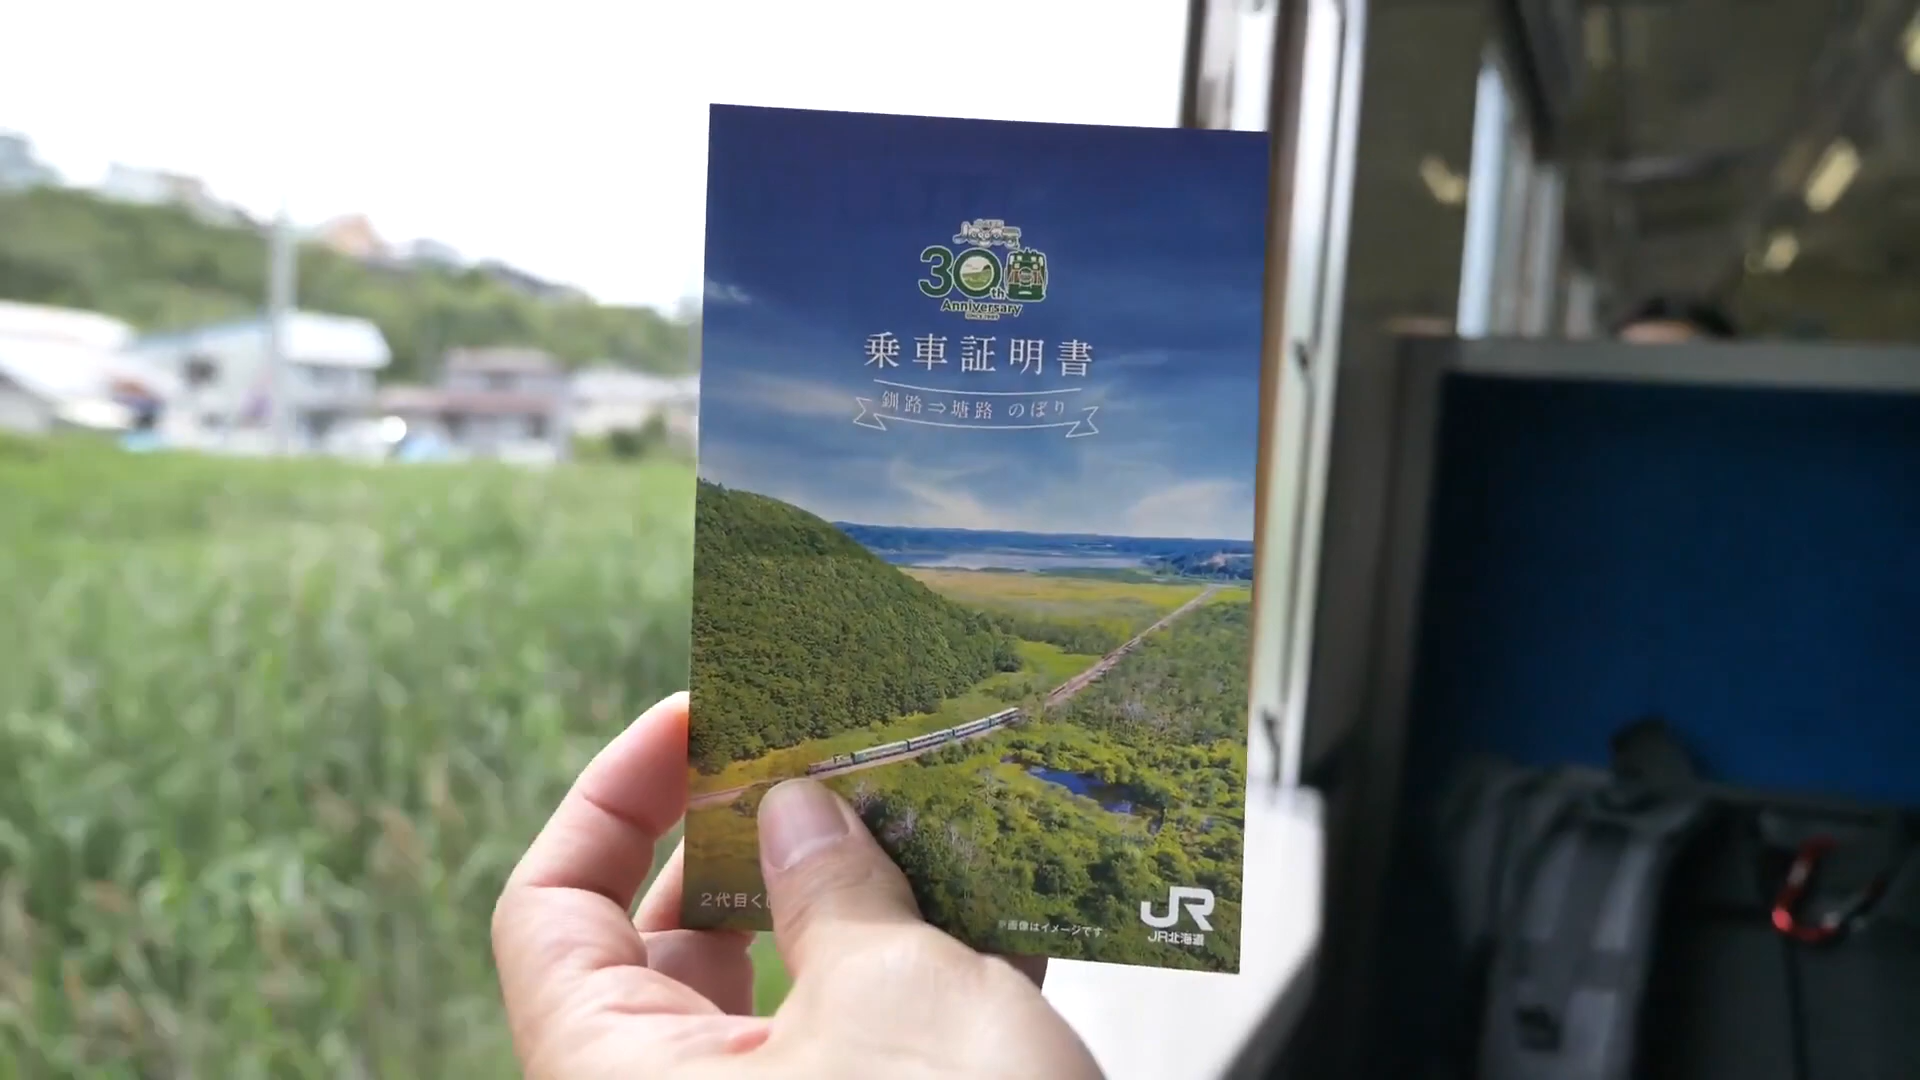 30th
Anniversary
乗車証明書
釧路⇒塘路 のぼり
2代目く
※画像はイメージです。
JR
JR北海道